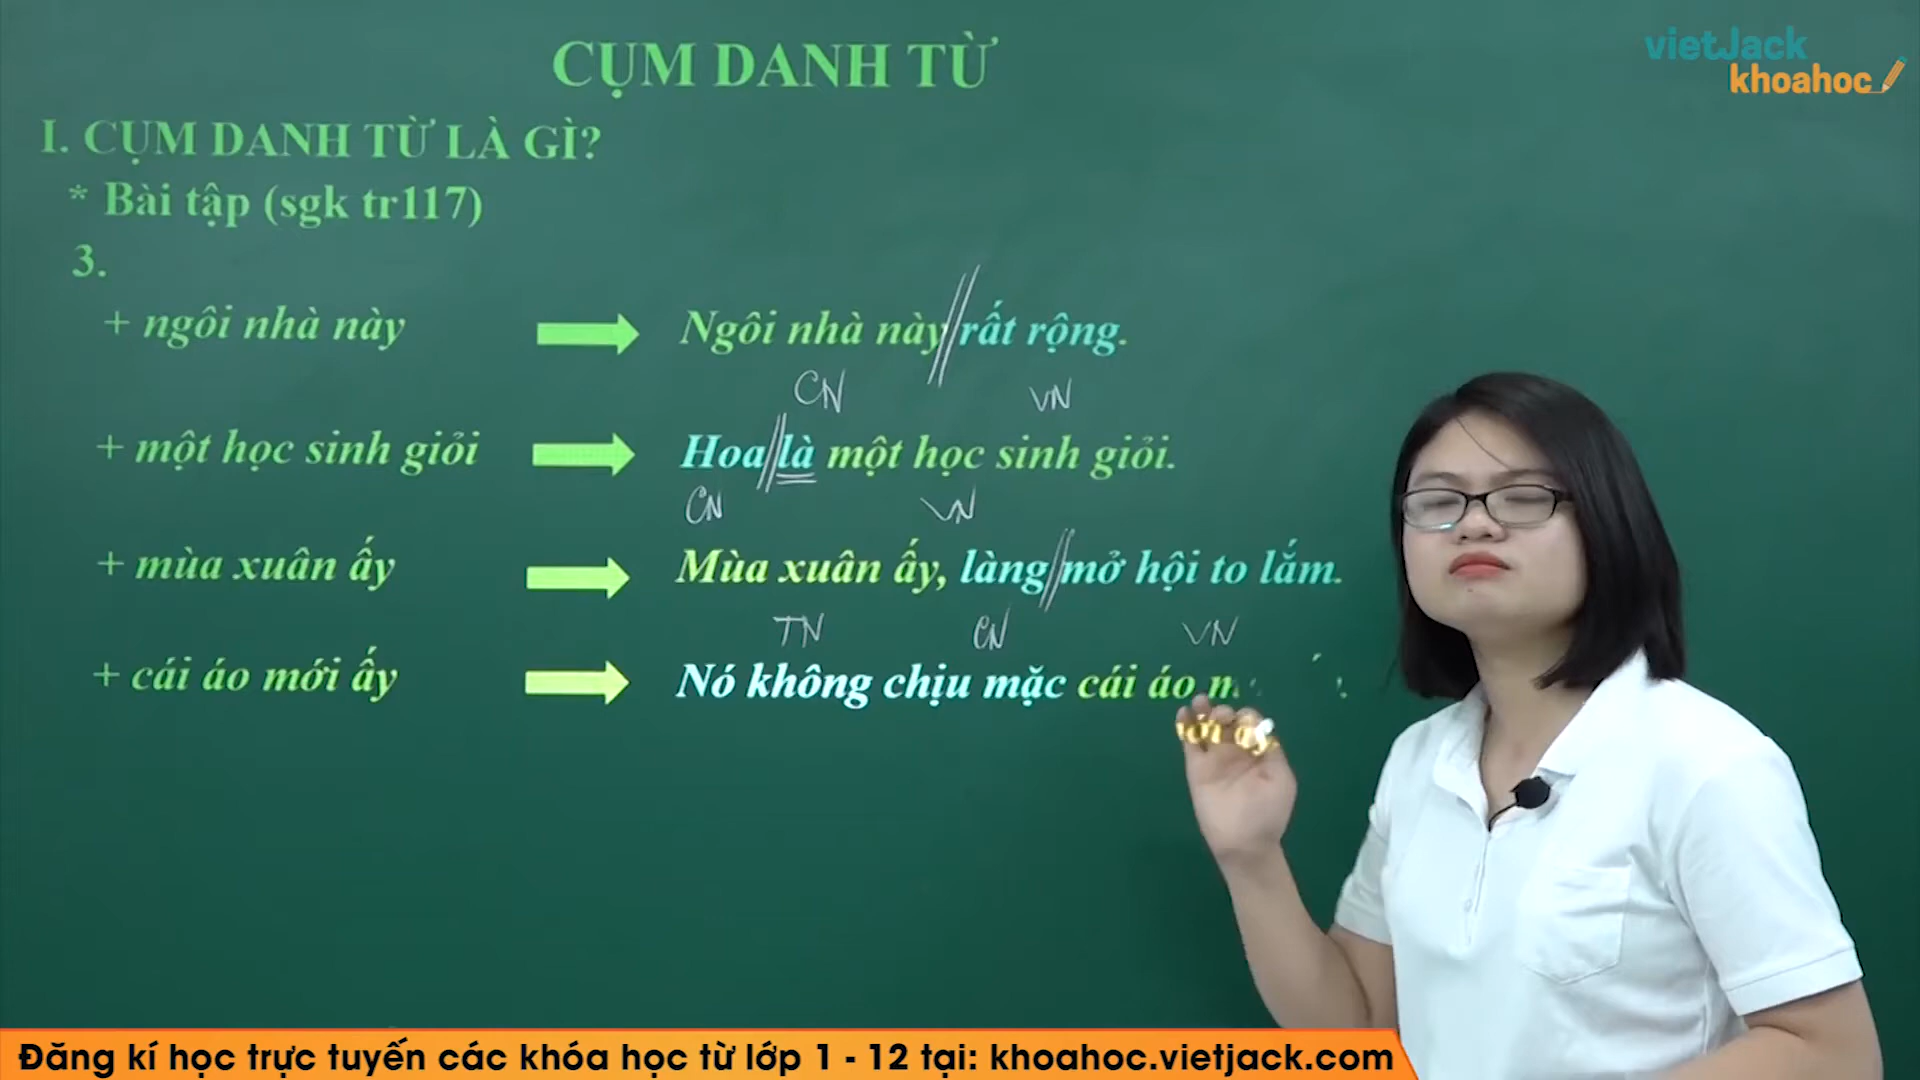 CỤM DANH TỪ
vietJack
khoahoc
I. CỤM DANH TỪ LÀ GÌ?
* Bài tập (sgk tr117)
3.
+ ngôi nhà này Ngôi nhà này rất rộng.
CN VN
+ một học sinh giỏi Hoa là một học sinh giỏi.
CN VN
+ mùa xuân ấy Mùa xuân ấy, làng mở hội to lắm.
TN CN VN
+ cái áo mới ấy Nó không chịu mặc cái áo mới ấy.
Đăng kí học trực tuyến các khóa học từ lớp 1 - 12 tại: khoahoc.vietjack.com